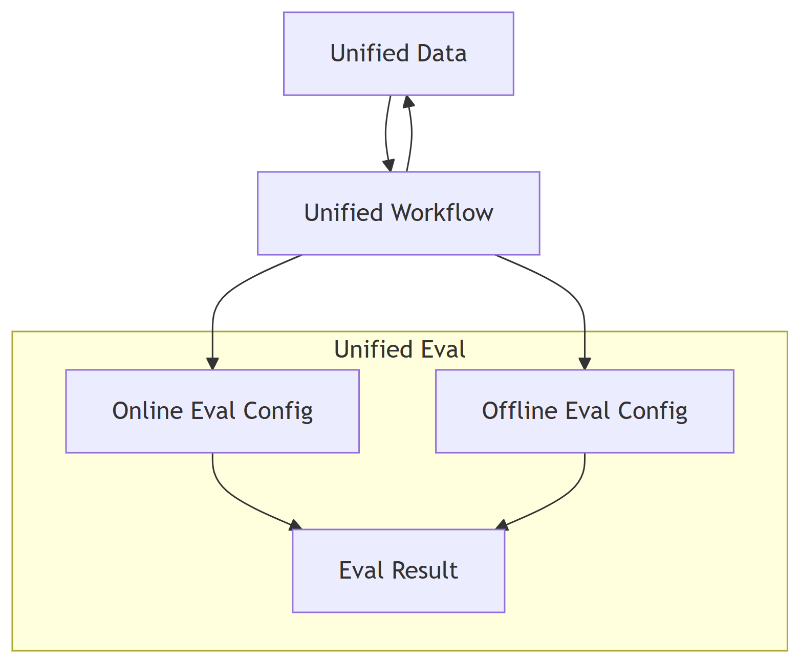 Unified Data
Unified Workflow
Unified Eval
Online Eval Config
Offline Eval Config
Eval Result